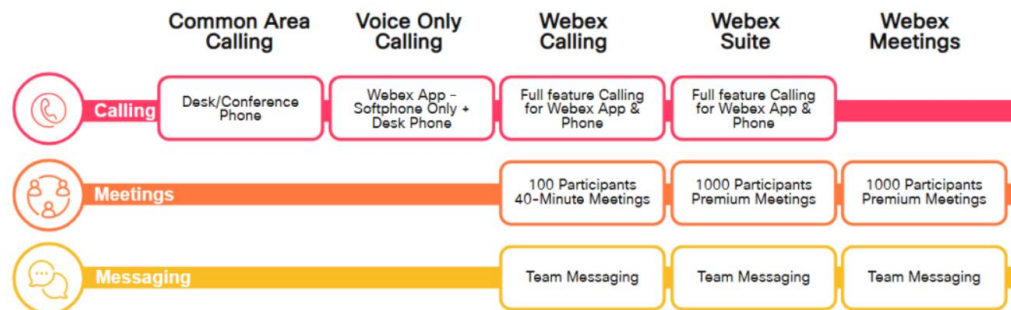 Common Area
Calling
Voice Only
Calling
Webex
Calling
Webex
Suite
Webex
Meetings
Calling
Desk/Conference
Phone
Webex App –
Softphone Only +
Desk Phone
Full feature Calling
for Webex App &
Phone
Full feature Calling
for Webex App &
Phone
Meetings
100 Participants
40-Minute Meetings
1000 Participants
Premium Meetings
1000 Participants
Premium Meetings
Messaging
Team Messaging
Team Messaging
Team Messaging